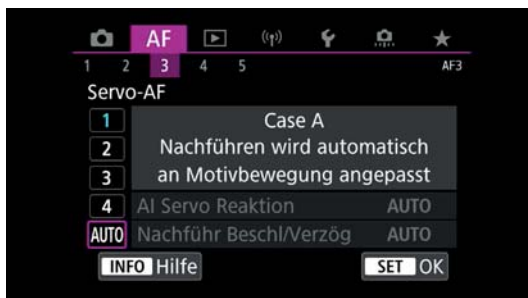 AF
1 2 3 4 5 AF3
Servo-AF
1 Case A
2 Nachführen wird automatisch
3 an Motivbewegung angepasst
4 AI Servo Reaktion AUTO
AUTO Nachführ Beschl/Verzög AUTO
INFO Hilfe SET OK